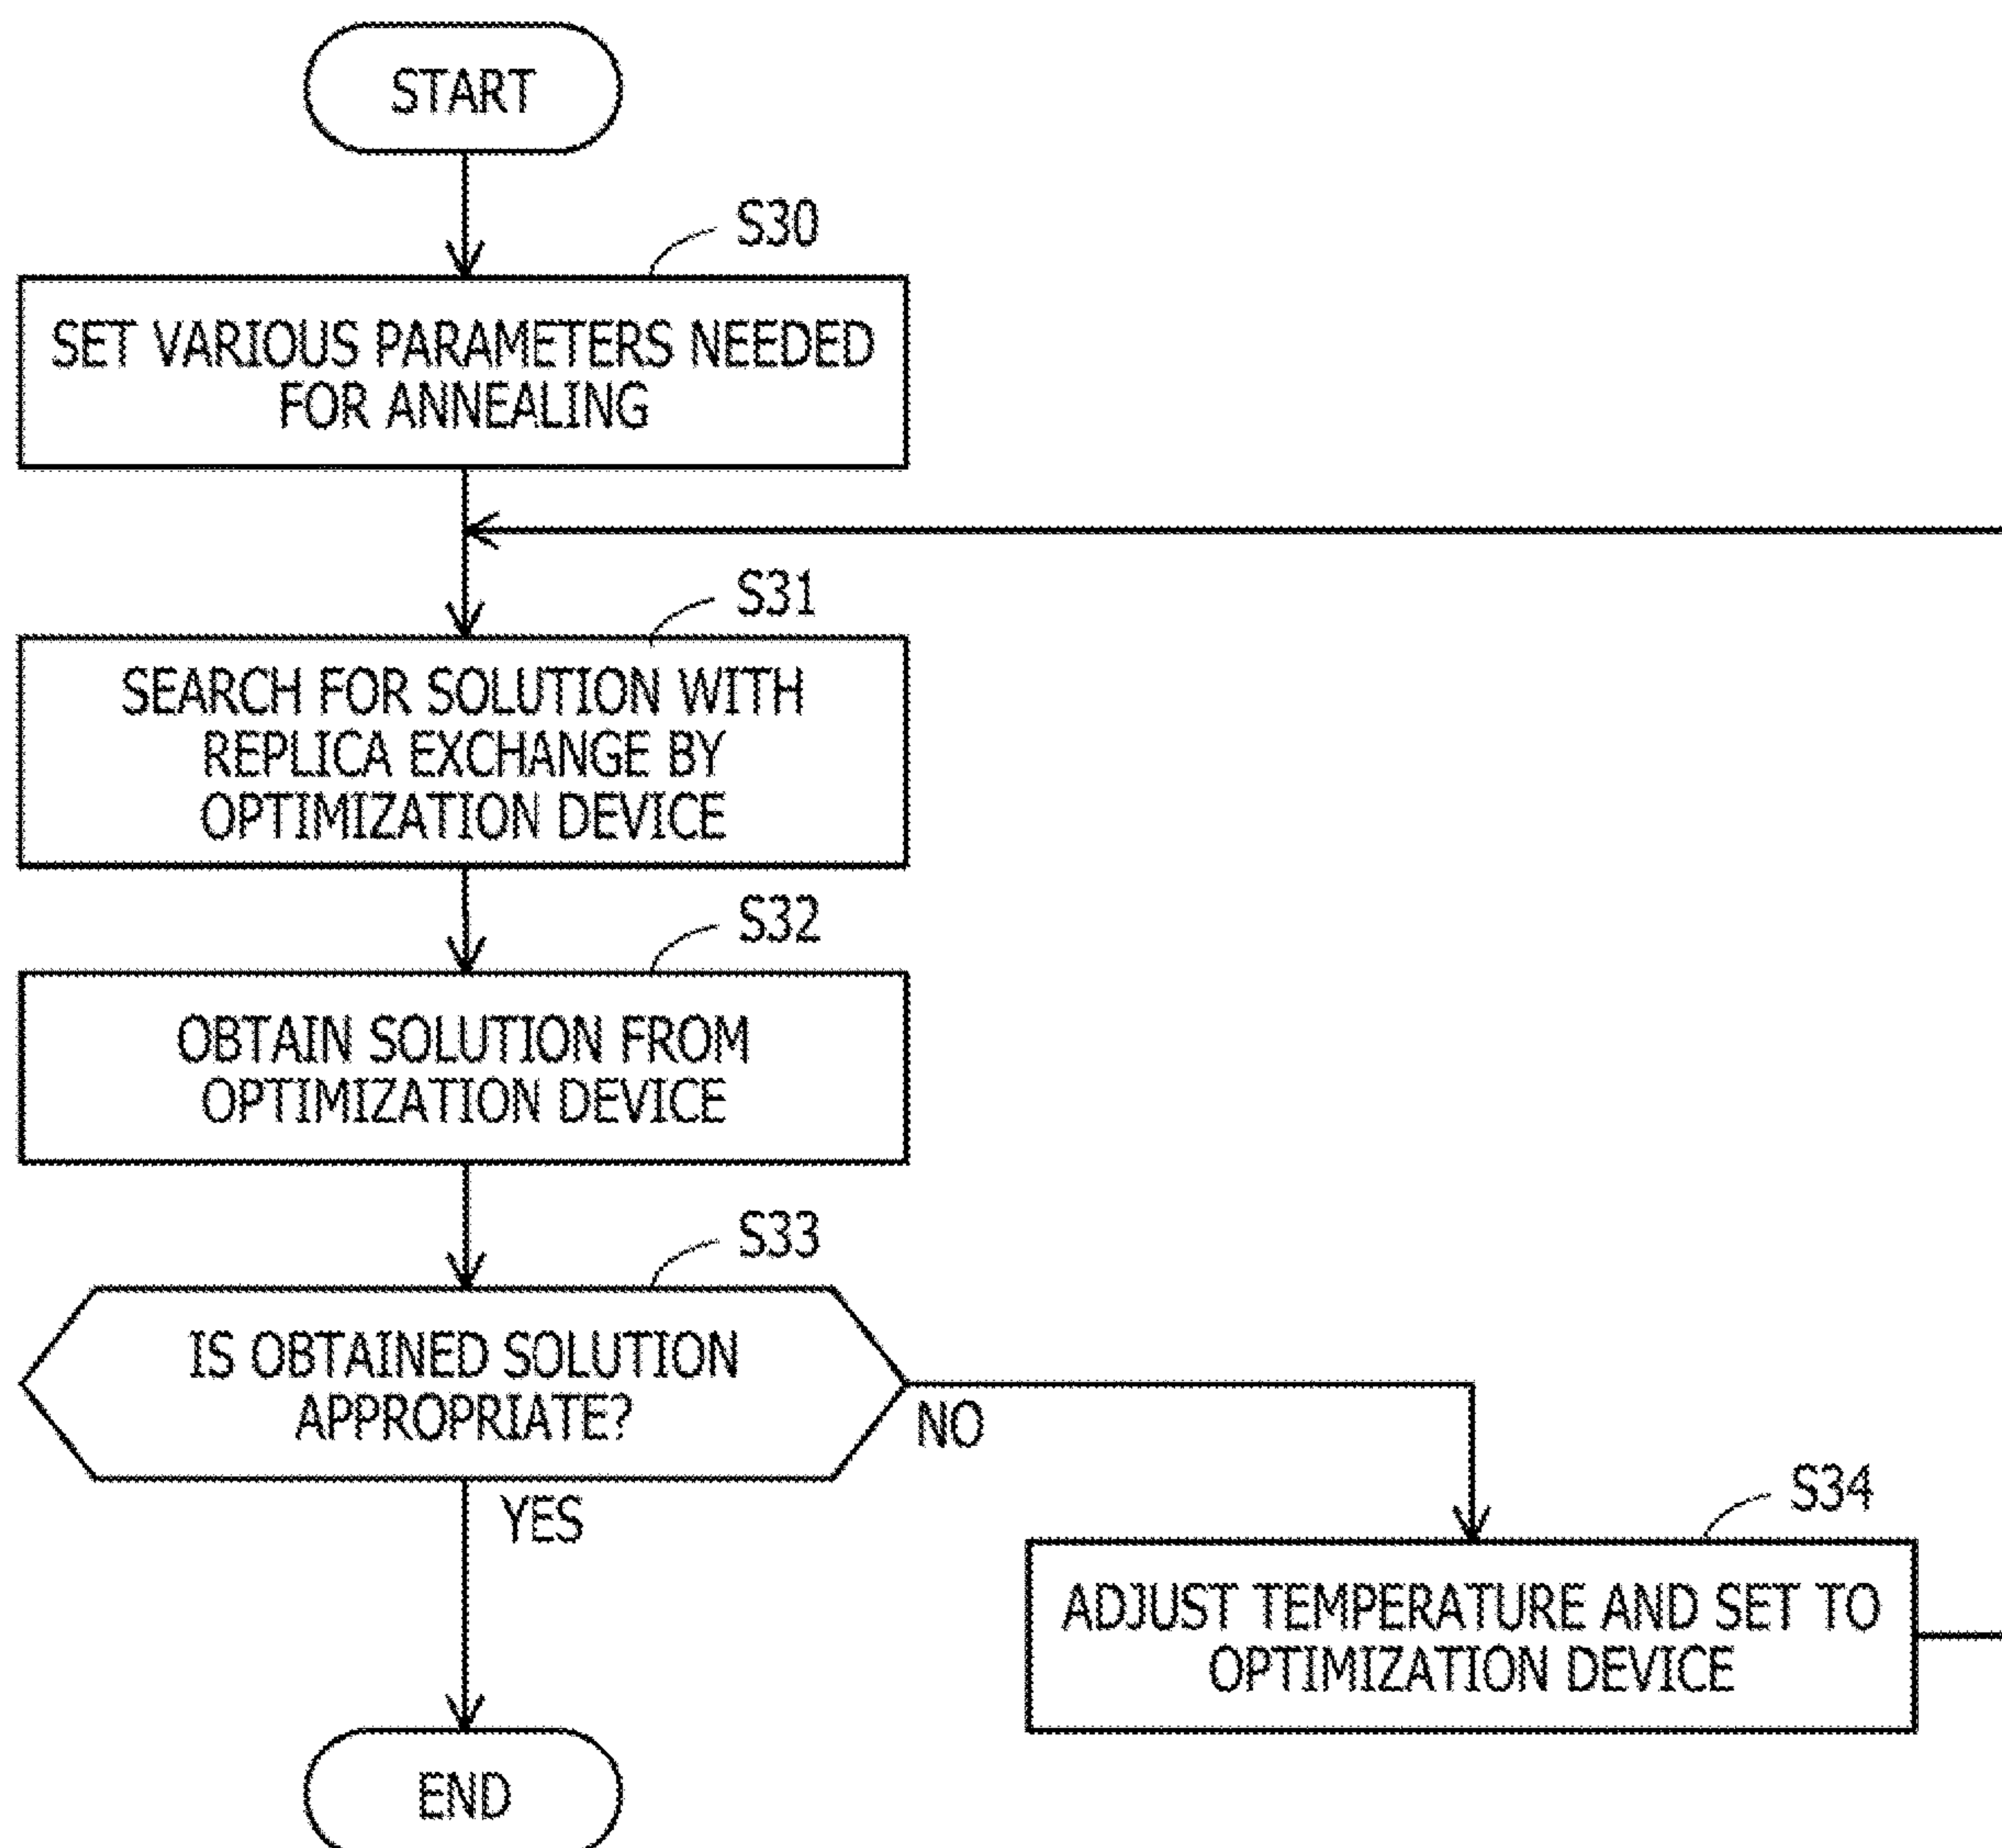 START
S30
SET VARIOUS PARAMETERS NEEDED
FOR ANNEALING
S31
SEARCH FOR SOLUTION WITH
REPLICA EXCHANGE BY
OPTIMIZATION DEVICE
S32
OBTAIN SOLUTION FROM
OPTIMIZATION DEVICE
S33
IS OBTAINED SOLUTION
APPROPRIATE?
NO
YES
S34
ADJUST TEMPERATURE AND SET TO
OPTIMIZATION DEVICE
END